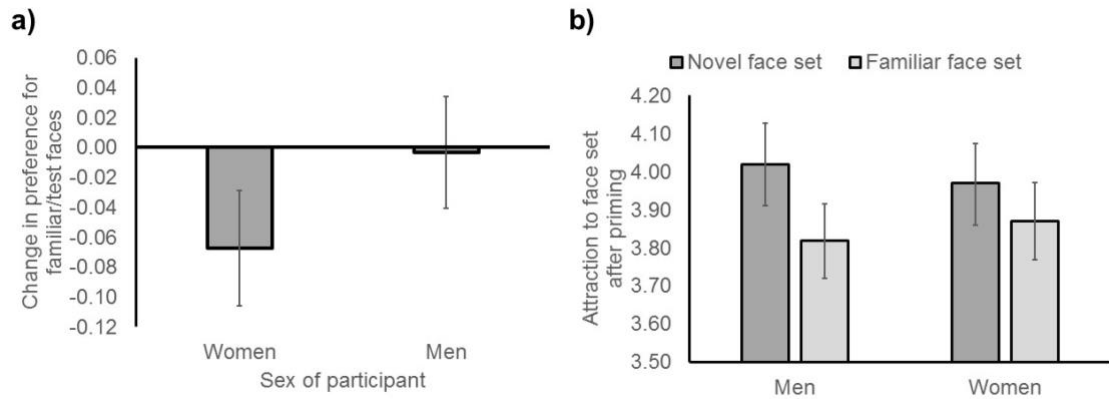 a)
Change in preference for
familiar/test faces
0.06
0.04
0.02
0.00
-0.02
-0.04
-0.06
-0.08
-0.10
-0.12
Women Men
Sex of participant
b)
Novel face set Familiar face set
Attraction to face set
after priming
4.20
4.10
4.00
3.90
3.80
3.70
3.60
3.50
Men Women